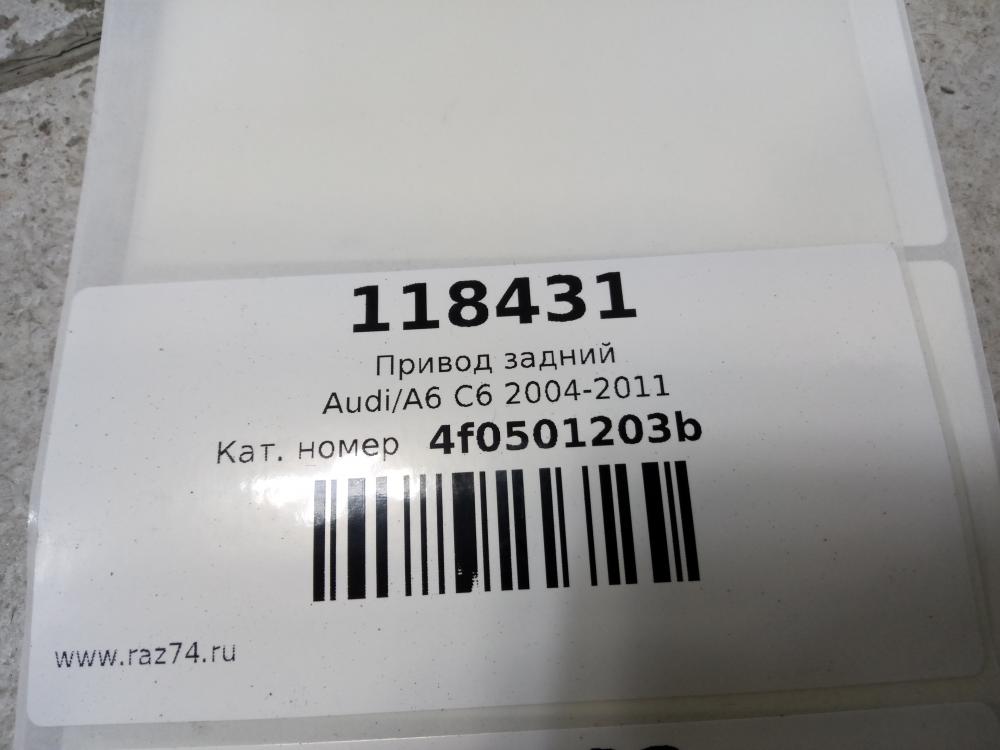 118431
Привод задний
Audi/A6 C6 2004-2011
Кат. номер 4f0501203b
www.raz74.ru